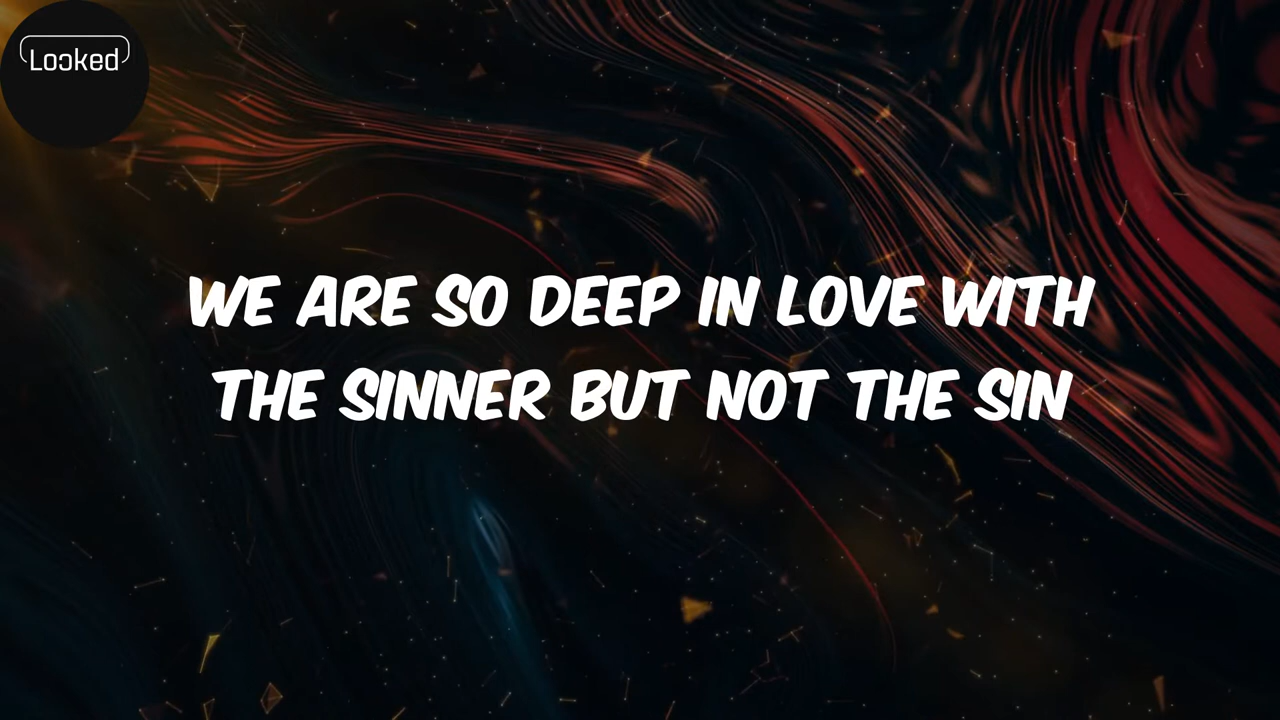 Looked
WE ARE SO DEEP IN LOVE WITH
THE SINNER BUT NOT THE SIN